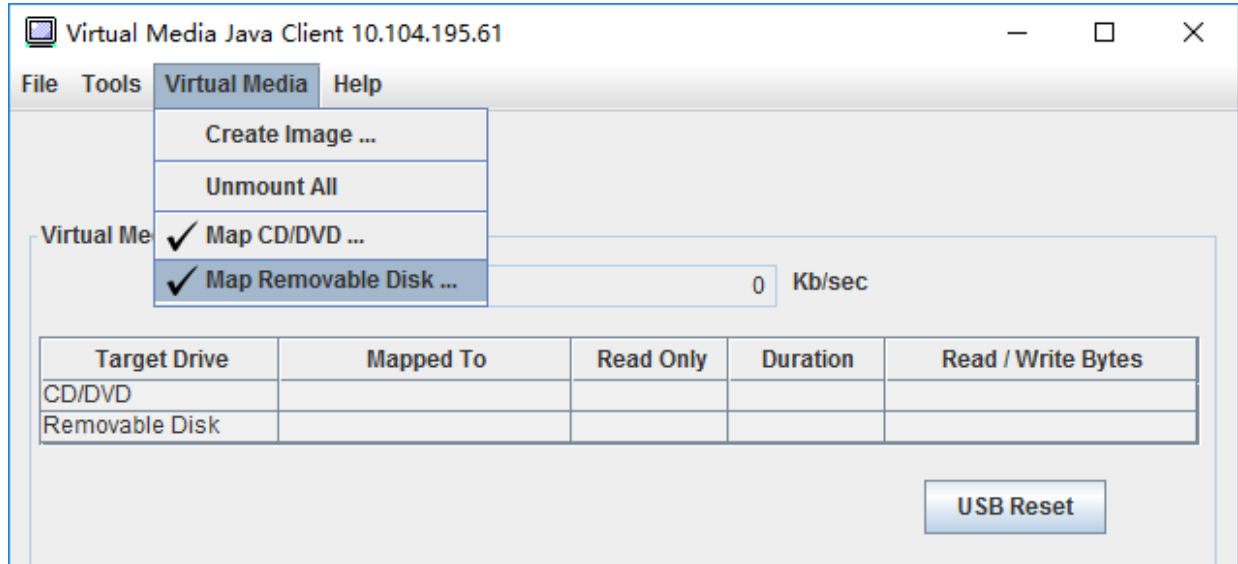 Virtual Media Java Client 10.104.195.61
File Tools Virtual Media Help
Create Image ...
Unmount All
Virtual Me
Map CD/DVD ...
Map Removable Disk ...
0 Kb/sec
Target Drive Mapped To Read Only Duration Read / Write Bytes
CD/DVD
Removable Disk
USB Reset